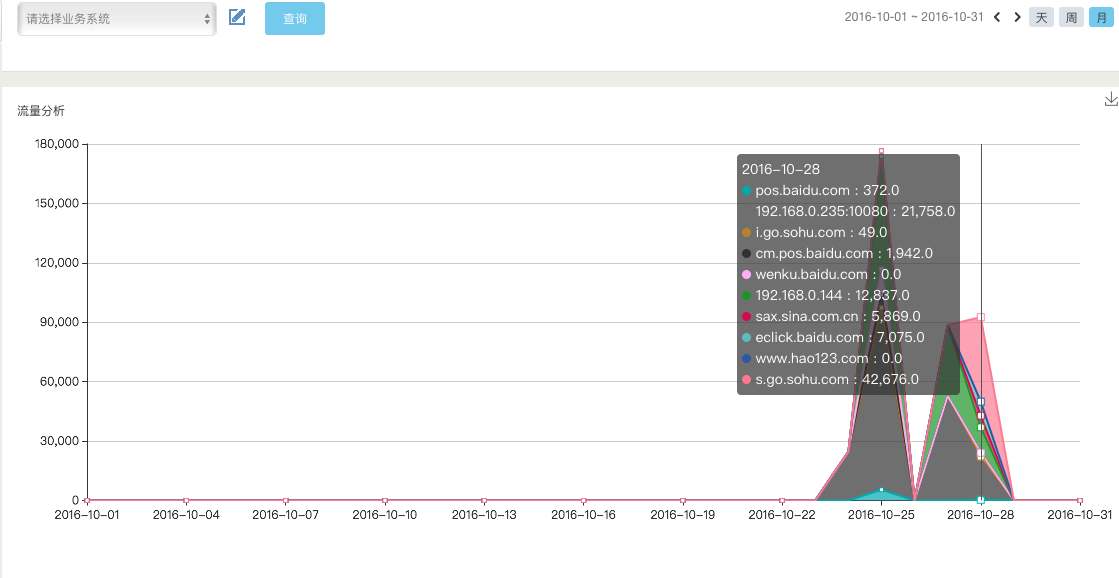 请选择业务系统
查询
2016-10-01 ~ 2016-10-31
天
周
月
流量分析
180,000
150,000
120,000
90,000
60,000
30,000
0
2016-10-28
pos.baidu.com : 372.0
192.168.0.235:10080 : 21,758.0
i.go.sohu.com : 49.0
cm.pos.baidu.com : 1,942.0
wenku.baidu.com : 0.0
192.168.0.144 : 12,837.0
sax.sina.com.cn : 5,869.0
eclick.baidu.com : 7,075.0
www.hao123.com : 0.0
s.go.sohu.com : 42,676.0
2016-10-01
2016-10-04
2016-10-07
2016-10-10
2016-10-13
2016-10-16
2016-10-19
2016-10-22
2016-10-25
2016-10-28
2016-10-31